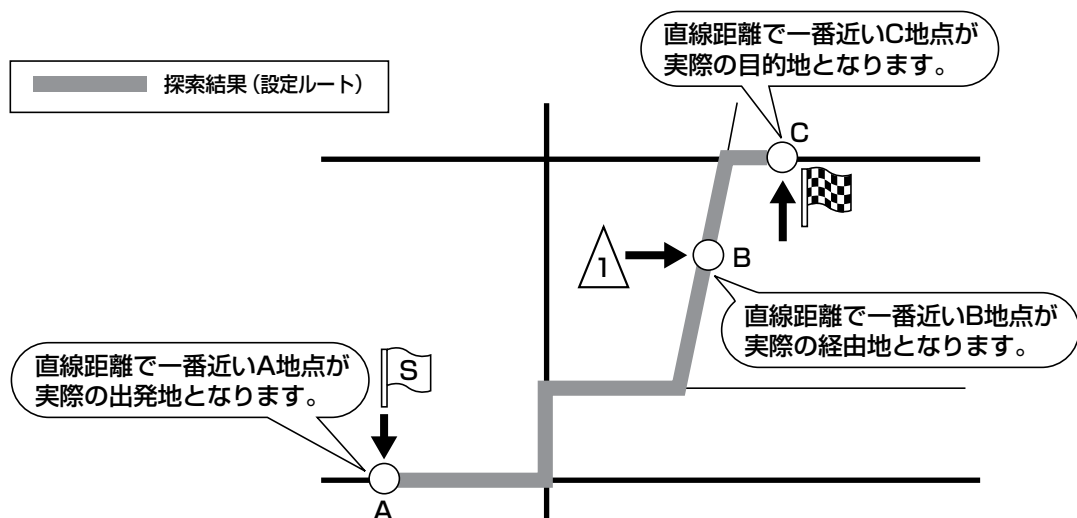 直線距離で一番近いC地点が
実際の目的地となります。
探索結果（設定ルート）
C
1
B
直線距離で一番近いB地点が
実際の経由地となります。
直線距離で一番近いA地点が
実際の出発地となります。
S
A